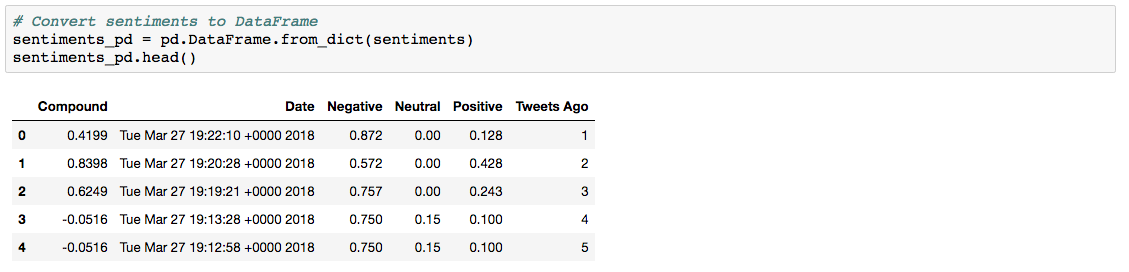 # Convert sentiments to DataFrame
sentiments_pd = pd.DataFrame.from_dict(sentiments)
sentiments_pd.head()
Compound Date Negative Neutral Positive Tweets Ago
0 0.4199 Tue Mar 27 19:22:10 +0000 2018 0.872 0.00 0.128 1
1 0.8398 Tue Mar 27 19:20:28 +0000 2018 0.572 0.00 0.428 2
2 0.6249 Tue Mar 27 19:19:21 +0000 2018 0.757 0.00 0.243 3
3 -0.0516 Tue Mar 27 19:13:28 +0000 2018 0.750 0.15 0.100 4
4 -0.0516 Tue Mar 27 19:12:58 +0000 2018 0.750 0.15 0.100 5